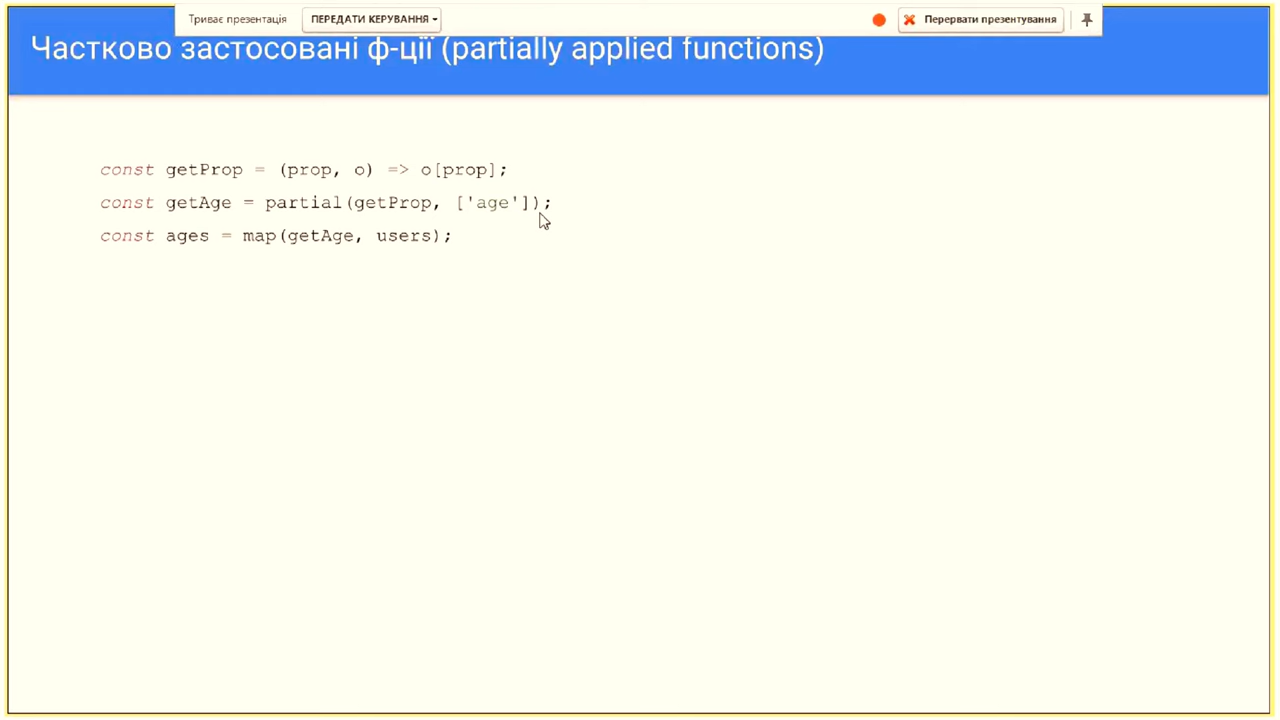 Триває презентація
ПЕРЕДАТИ КЕРУВАННЯ
Перервати презентування
Частково застосовані ф-ції (partially applied functions)
const getProp = (prop, o) => o[prop];
const getAge = partial(getProp, ['age']);
const ages = map(getAge, users);